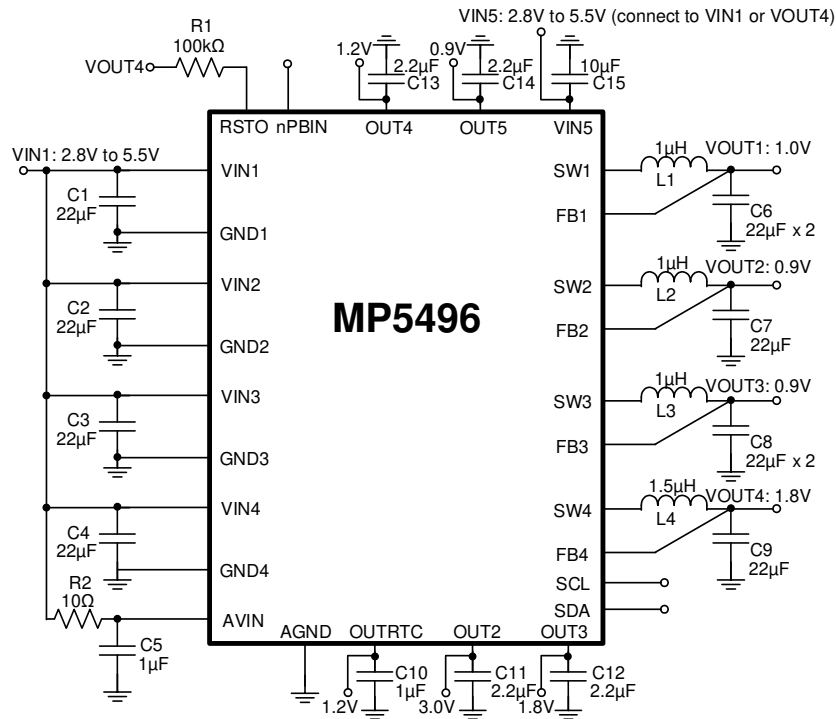 VIN5: 2.8V to 5.5V (connect to VIN1 or VOUT4)
R1
100kΩ
VOUT4
1.2V
2.2µF
C13
0.9V
2.2µF
C14
10µF
C15
RSTO nPBIN OUT4 OUT5 VIN5
VIN1: 2.8V to 5.5V
VIN1
C1
22µF
GND1
VIN2
C2
22µF
GND2
VIN3
C3
22µF
GND3
VIN4
C4
22µF
GND4
R2
10Ω
AVIN
C5
1µF
MP5496
SW1
1µH
L1
VOUT1: 1.0V
FB1
C6
22µF x 2
SW2
1µH
L2
VOUT2: 0.9V
FB2
C7
22µF
SW3
1µH
L3
VOUT3: 0.9V
FB3
C8
22µF x 2
SW4
1.5µH
L4
VOUT4: 1.8V
FB4
C9
22µF
SCL
SDA
AGND OUTRTC OUT2 OUT3
1.2V
C10
1µF
3.0V
C11
2.2µF
1.8V
C12
2.2µF